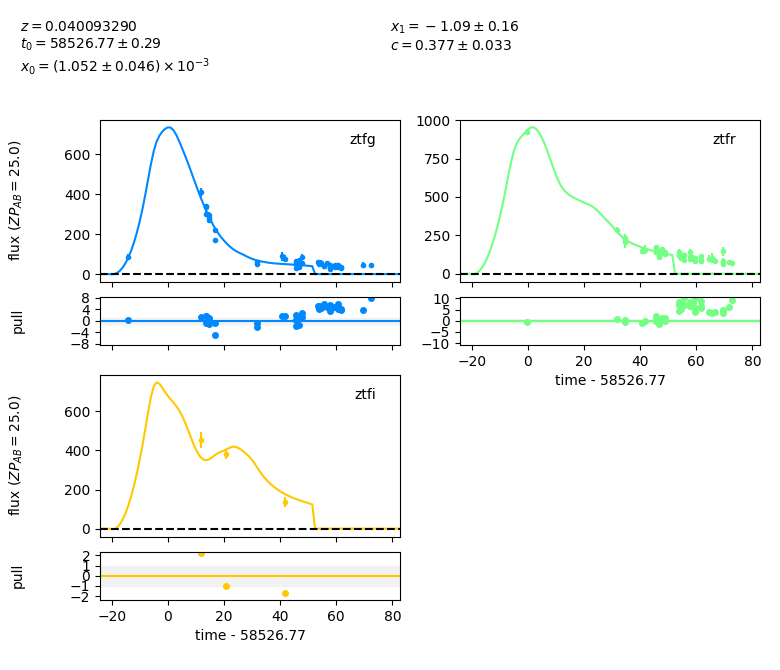 z = 0.040093290
t0 = 58526.77 ± 0.29
x0 = (1.052 ± 0.046) × 10^−3
x1 = −1.09 ± 0.16
c = 0.377 ± 0.033
flux (ZP_AB = 25.0)
600
400
200
0
ztfg
1000
750
500
250
0
ztfr
pull
8
4
0
−4
−8
10
5
0
−5
−10
−20 0 20 40 60 80
time - 58526.77
flux (ZP_AB = 25.0)
600
400
200
0
ztfi
pull
2
1
0
−1
−2
−20 0 20 40 60 80
time - 58526.77